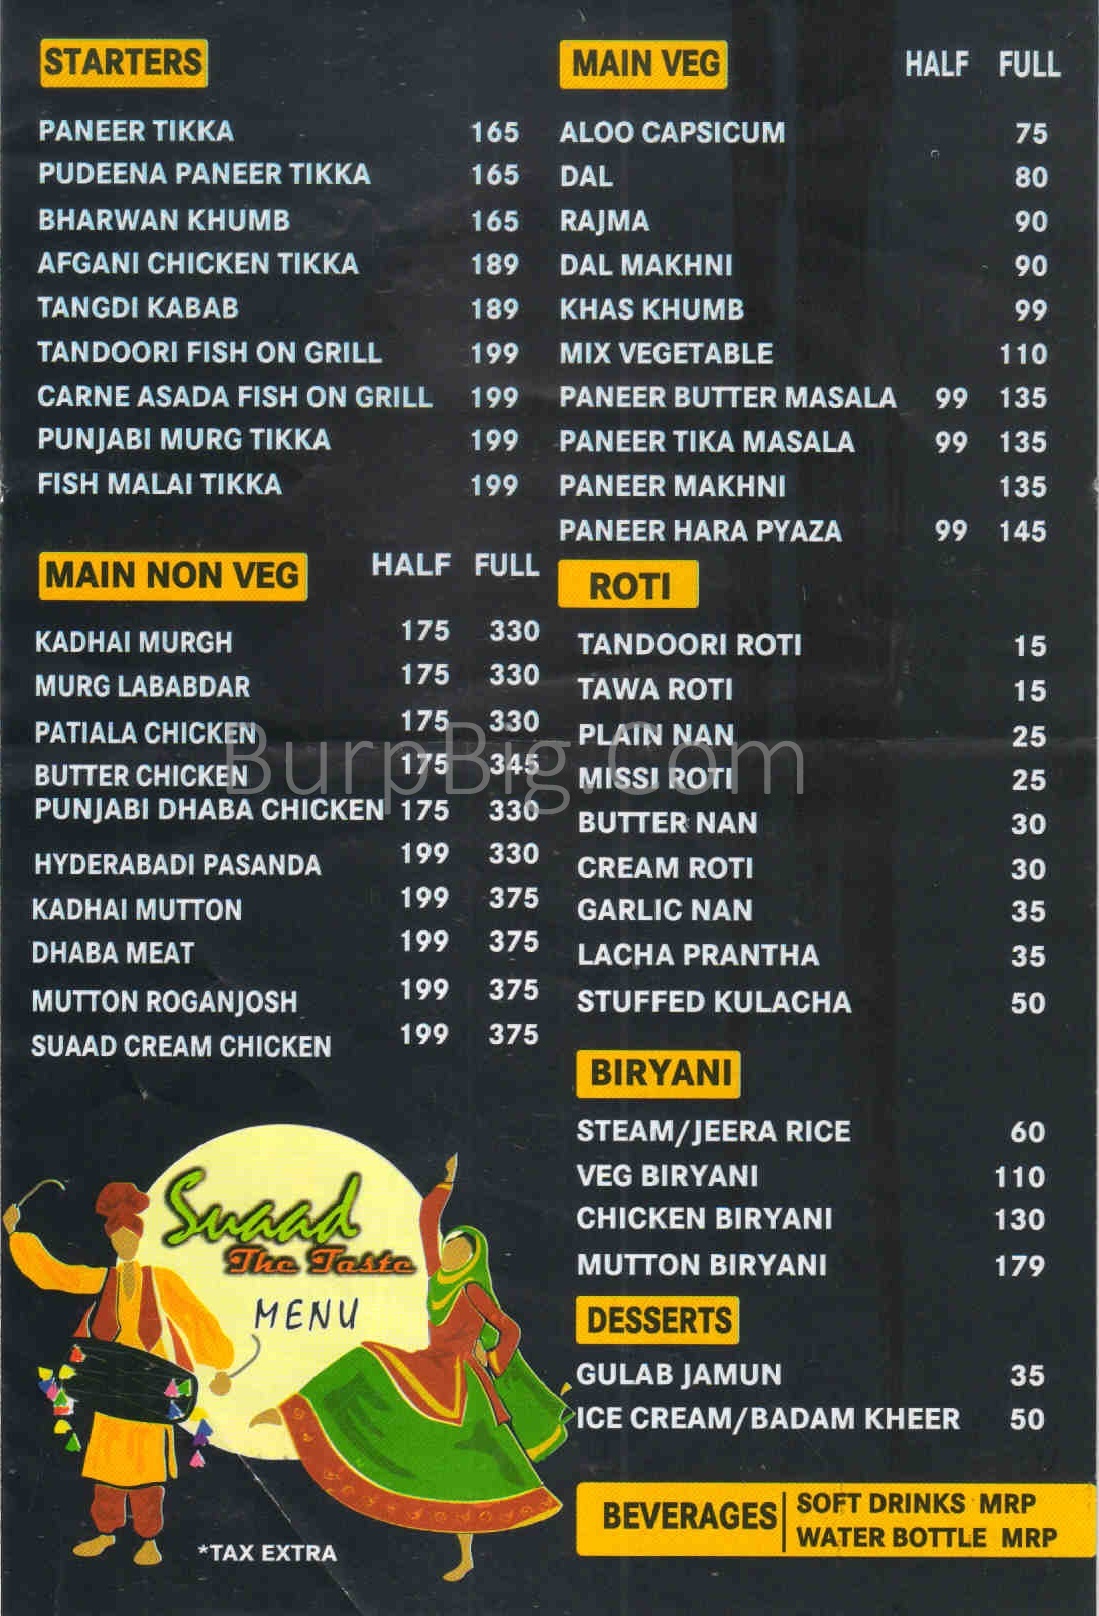 STARTERS
PANEER TIKKA 165
PUDEENA PANEER TIKKA 165
BHARWAN KHUMB 165
AFGANI CHICKEN TIKKA 189
TANGDI KABAB 189
TANDOORI FISH ON GRILL 199
CARNE ASADA FISH ON GRILL 199
PUNJABI MURG TIKKA 199
FISH MALAI TIKKA 199
MAIN NON VEG HALF FULL
KADHAI MURGH 175 330
MURG LABABDAR 175 330
PATIALA CHICKEN 175 330
BUTTER CHICKEN 175 345
PUNJABI DHABA CHICKEN 175 330
HYDERABADI PASANDA 199 330
KADHAI MUTTON 199 375
DHABA MEAT 199 375
MUTTON ROGANJOSH 199 375
SUAAD CREAM CHICKEN 199 375
Suaad
The Taste
MENU
*TAX EXTRA
MAIN VEG HALF FULL
ALOO CAPSICUM 75
DAL 80
RAJMA 90
DAL MAKHNI 90
KHAS KHUMB 99
MIX VEGETABLE 110
PANEER BUTTER MASALA 99 135
PANEER TIKA MASALA 99 135
PANEER MAKHNI 135
PANEER HARA PYAZA 99 145
ROTI
TANDOORI ROTI 15
TAWA ROTI 15
PLAIN NAN 25
MISSI ROTI 25
BUTTER NAN 30
CREAM ROTI 30
GARLIC NAN 35
LACHA PRANTHA 35
STUFFED KULACHA 50
BIRYANI
STEAM/JEERA RICE 60
VEG BIRYANI 110
CHICKEN BIRYANI 130
MUTTON BIRYANI 179
DESSERTS
GULAB JAMUN 35
ICE CREAM/BADAM KHEER 50
BEVERAGES
SOFT DRINKS MRP
WATER BOTTLE MRP
BurpBig.Com